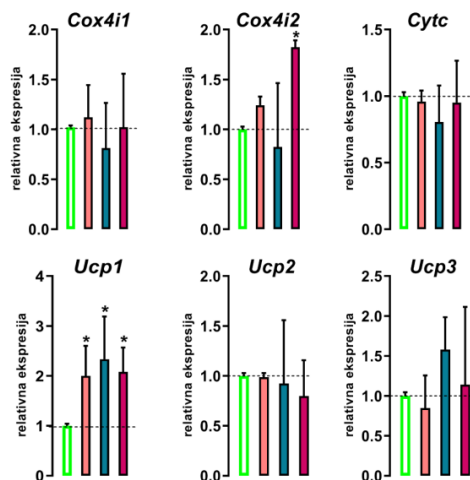 Cox4i1
relativna ekspresija
2.0
1.5
1.0
0.5
0.0
Cox4i2
relativna ekspresija
2.0
1.5
1.0
0.5
0.0
*
Cytc
relativna ekspresija
1.5
1.0
0.5
0.0
Ucp1
relativna ekspresija
4
3
2
1
0
*
*
*
Ucp2
relativna ekspresija
2.0
1.5
1.0
0.5
0.0
Ucp3
relativna ekspresija
2.5
2.0
1.5
1.0
0.5
0.0